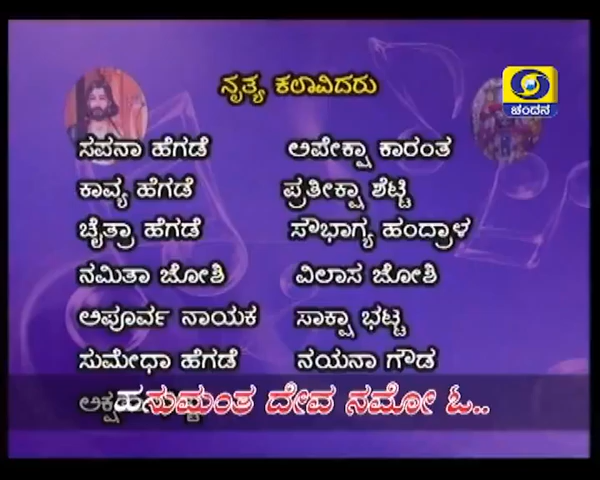 ನೃತ್ಯ ಕಲಾವಿದರು
ಚಂದನ
ಸಪನಾ ಹೆಗಡೆ ಅಪೇಕ್ಷಾ ಕಾರಂತ
ಕಾವ್ಯ ಹೆಗಡೆ ಪ್ರತೀಕ್ಷಾ ಶೆಟ್ಟಿ
ಚೈತ್ರಾ ಹೆಗಡೆ ಸೌಭಾಗ್ಯ ಹಂದ್ರಾಳ
ನಮಿತಾ ಜೋಶಿ ವಿಲಾಸ ಜೋಶಿ
ಅಪೂರ್ವ ನಾಯಕ ಸಾಕ್ಷಾ ಭಟ್ಟ
ಸುಮೇಧಾ ಹೆಗಡೆ ನಯನಾ ಗೌಡ
ಹನುಮಂತ ದೇವ ನಮೋ ಓ..